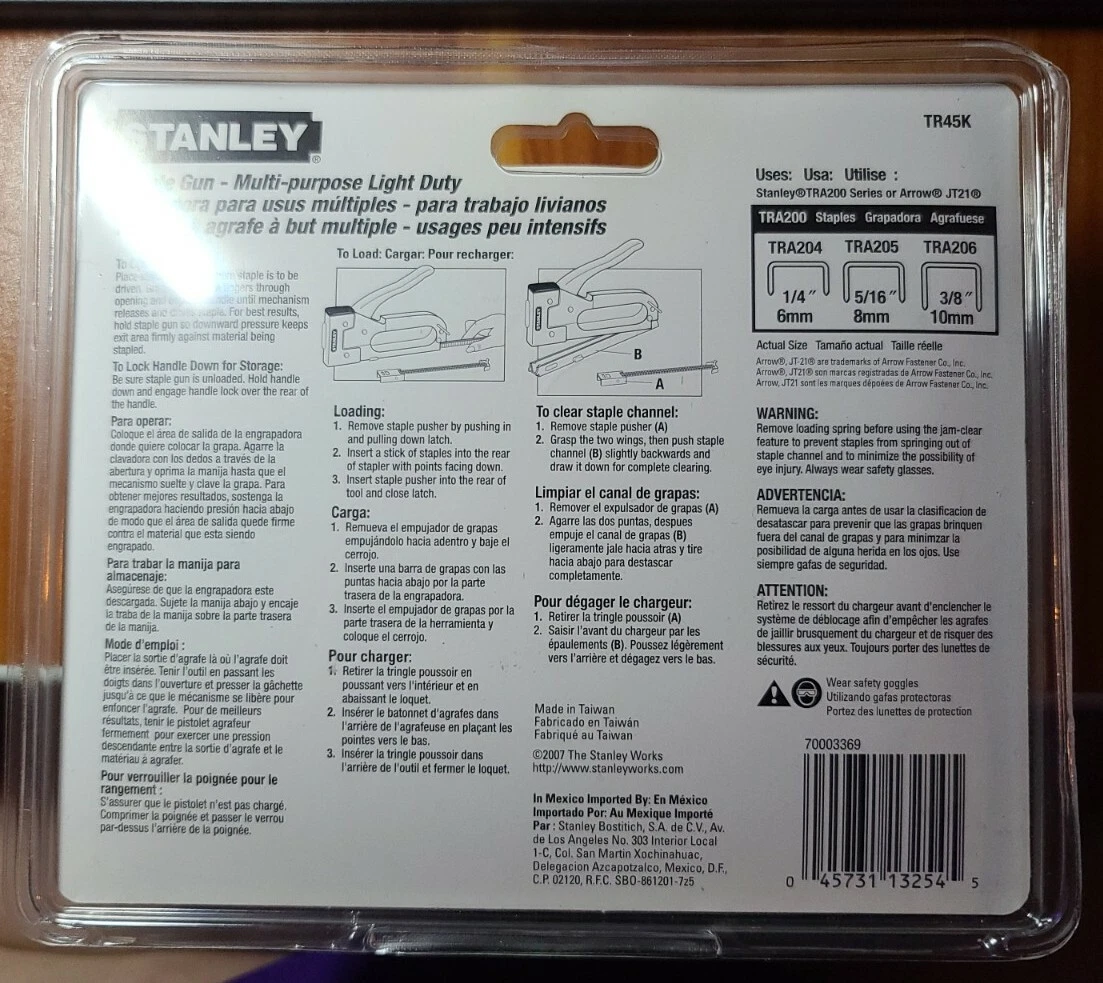 STANLEY
®
TR45K
Gun - Multi-purpose Light Duty
para usus múltiples - para trabajo livianos
agrafe à but multiple - usages peu intensifs
staple is to be
through
until mechanism
releases
For best results,
hold staple gun so downward pressure keeps
exit area firmly against material being
stapled.
To Lock Handle Down for Storage:
Be sure staple gun is unloaded. Hold handle
down and engage handle lock over the rear of
the handle.
Para operar:
Coloque el área de salida de la engrapadora
donde quiere colocar la grapa. Agarre la
clavadora con los dedos a través de la
abertura y oprima la manija hasta que el
mecanismo suelte y clave la grapa. Para
obtener mejores resultados, sostenga la
engrapadora haciendo presión hacia abajo
de modo que el área de salida quede firme
contra el material que esta siendo
engrapado.
Para trabar la manija para
almacenaje:
Asegúrese de que la engrapadora este
descargada. Sujete la manija abajo y encaje
la traba de la manija sobre la parte trasera
de la manija.
Mode d'emploi :
Placer la sortie d'agrafe là où l'agrafe doit
être insérée. Tenir l'outil en passant les
doigts dans l'ouverture et presser la gâchette
jusqu'à ce que le mécanisme se libère pour
enfoncer l'agrafe. Pour de meilleurs
résultats, tenir le pistolet agrafeur
fermement pour exercer une pression
descendante entre la sortie d'agrafe et le
matériau à agrafer.
Pour verrouiller la poignée pour le
rangement :
S'assurer que le pistolet n'est pas chargé.
Comprimer la poignée et passer le verrou
par-dessus l'arrière de la poignée.
To Load: Cargar: Pour recharger:
STANLEY
STANLEY
B
A
Loading:
1. Remove staple pusher by pushing in
and pulling down latch.
2. Insert a stick of staples into the rear
of stapler with points facing down.
3. Insert staple pusher into the rear of
tool and close latch.
Carga:
1. Remueva el empujador de grapas
empujándolo hacia adentro y baje el
cerrojo.
2. Inserte una barra de grapas con las
puntas hacia abajo por la parte
trasera de la engrapadora.
3. Inserte el empujador de grapas por la
parte trasera de la herramienta y
coloque el cerrojo.
Pour charger:
1. Retirer la tringle poussoir en
poussant vers l'intérieur et en
abaissant le loquet.
2. Insérer le batonnet d'agrafes dans
l'arrière de l'agrafeuse en plaçant les
pointes vers le bas.
3. Insérer la tringle poussoir dans
l'arrière de l'outil et fermer le loquet.
To clear staple channel:
1. Remove staple pusher (A)
2. Grasp the two wings, then push staple
channel (B) slightly backwards and
draw it down for complete clearing.
Limpiar el canal de grapas:
1. Remover el expulsador de grapas (A)
2. Agarre las dos puntas, despues
empuje el canal de grapas (B)
ligeramente jale hacia atras y tire
hacia abajo para destascar
completamente.
Pour dégager le chargeur:
1. Retirer la tringle poussoir (A)
2. Saisir l'avant du chargeur par les
épaulements (B). Poussez légèrement
vers l'arrière et dégagez vers le bas.
Made in Taiwan
Fabricado en Taiwán
Fabriqué au Taiwan
©2007 The Stanley Works
http://www.stanleyworks.com
In Mexico Imported By: En México
Importado Por: Au Mexique Importé
Par : Stanley Bostitich, S.A. de C.V., Av.
de Los Angeles No. 303 Interior Local
1-C, Col. San Martin Xochinahuac,
Delegacion Azcapotzalco, Mexico, D.F.,
C.P. 02120, R.F.C. SBO-861201-7z5
Uses: Usa: Utilise :
Stanley®TRA200 Series or Arrow® JT21®
TRA200 Staples Grapadora Agrafuese
TRA204 TRA205 TRA206
1/4" 5/16" 3/8"
6mm 8mm 10mm
Actual Size Tamaño actual Taille réelle
Arrow®, JT-21® are trademarks of Arrow Fastener Co., Inc.
Arrow®, JT21® son marcas registradas de Arrow Fastener Co., Inc.
Arrow, JT21 sont les marques dépoées de Arrow Fastener Co., Inc.
WARNING:
Remove loading spring before using the jam-clear
feature to prevent staples from springing out of
staple channel and to minimize the possibility of
eye injury. Always wear safety glasses.
ADVERTENCIA:
Remueva la carga antes de usar la clasificacion de
desatascar para prevenir que las grapas brinquen
fuera del canal de grapas y para minimzar la
posibilidad de alguna herida en los ojos. Use
siempre gafas de seguridad.
ATTENTION:
Retirez le ressort du chargeur avant d'enclencher le
système de déblocage afin d'empêcher les agrafes
de jaillir brusquement du chargeur et de risquer des
blessures aux yeux. Toujours porter des lunettes de
sécurité.
Wear safety goggles
Utilizando gafas protectoras
Portez des lunettes de protection
70003369
0 45731 13254 5